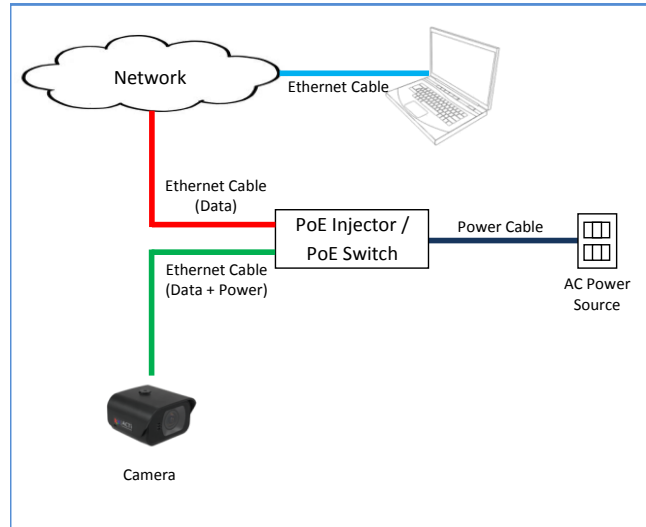 Network
Ethernet Cable
Ethernet Cable
(Data)
PoE Injector /
PoE Switch
Power Cable
Ethernet Cable
(Data + Power)
AC Power
Source
Camera